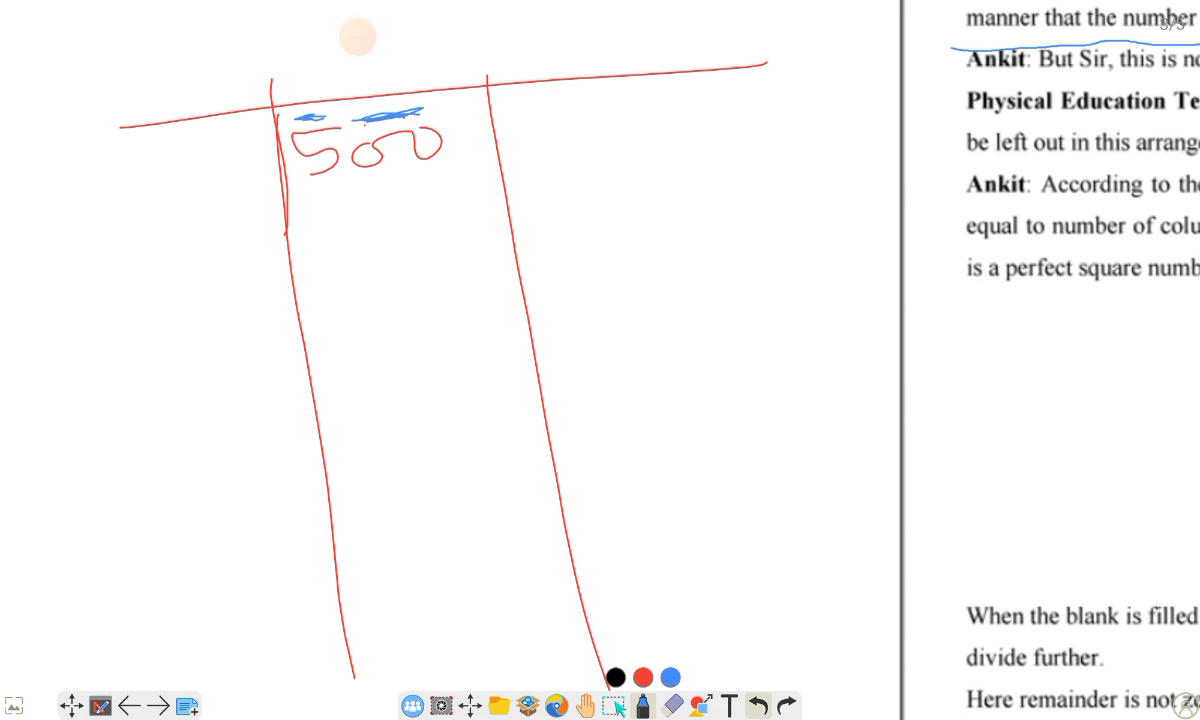 500
manner that the number
Ankit: But Sir, this is no
Physical Education Te
be left out in this arrang
Ankit: According to the
equal to number of colu
is a perfect square numb
When the blank is filled
divide further.
Here remainder is not